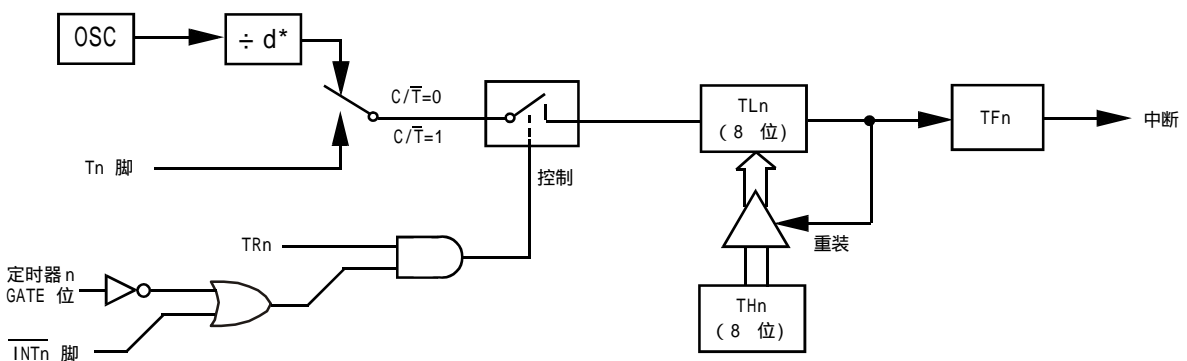 OSC
÷ d*
C/T̅=0
C/T̅=1
Tn 脚
控制
TLn
(8 位)
TFn
中断
重装
THn
(8 位)
TRn
定时器n
GATE 位
I̅N̅T̅n̅ 脚